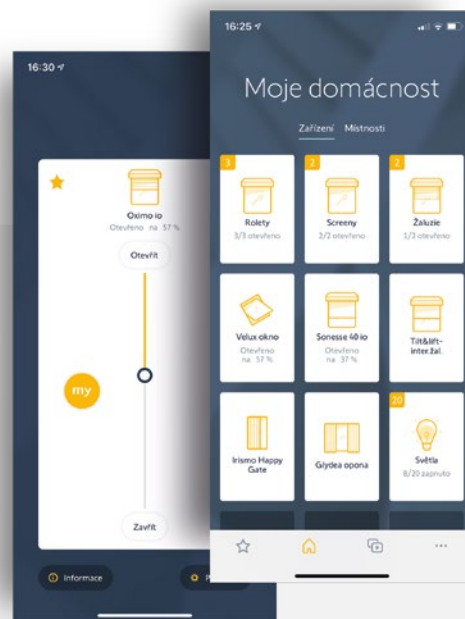 16:30
Oximo io
Otevřeno na 57 %
Otevřít
my
Zavřít
Informace
16:25
Moje domácnost
Zařízení Místnosti
3
Rolety
3/3 otevřeno
2
Screeny
2/2 otevřeno
2
Žaluzie
1/2 otevřeno
Velux okno
Otevřeno
na 57 %
Sonesse 40 io
Otevřeno
na 37 %
Tilt&lift-
inter.žal.
Irismo Happy
Gate
Glydea opona
20
Světla
8/20 zapnuto